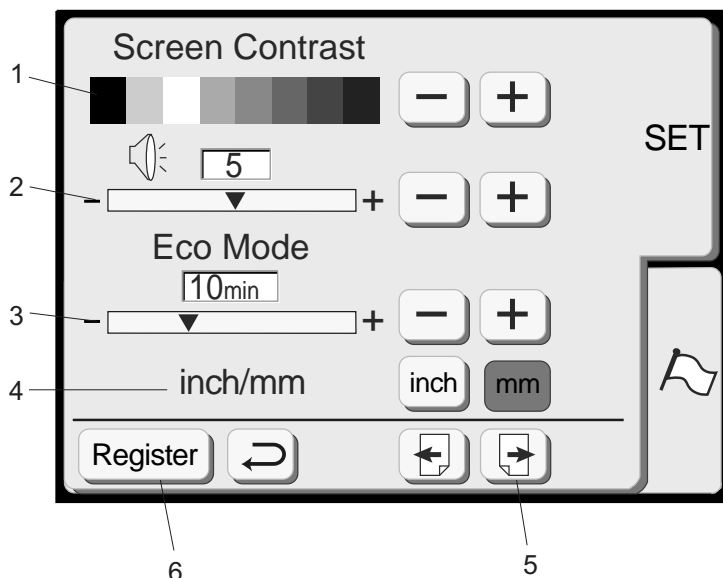 Screen Contrast
1
− +
SET
5
2
− + − +
Eco Mode
10min
3
− + − +
4
inch/mm inch mm
Register
6
5